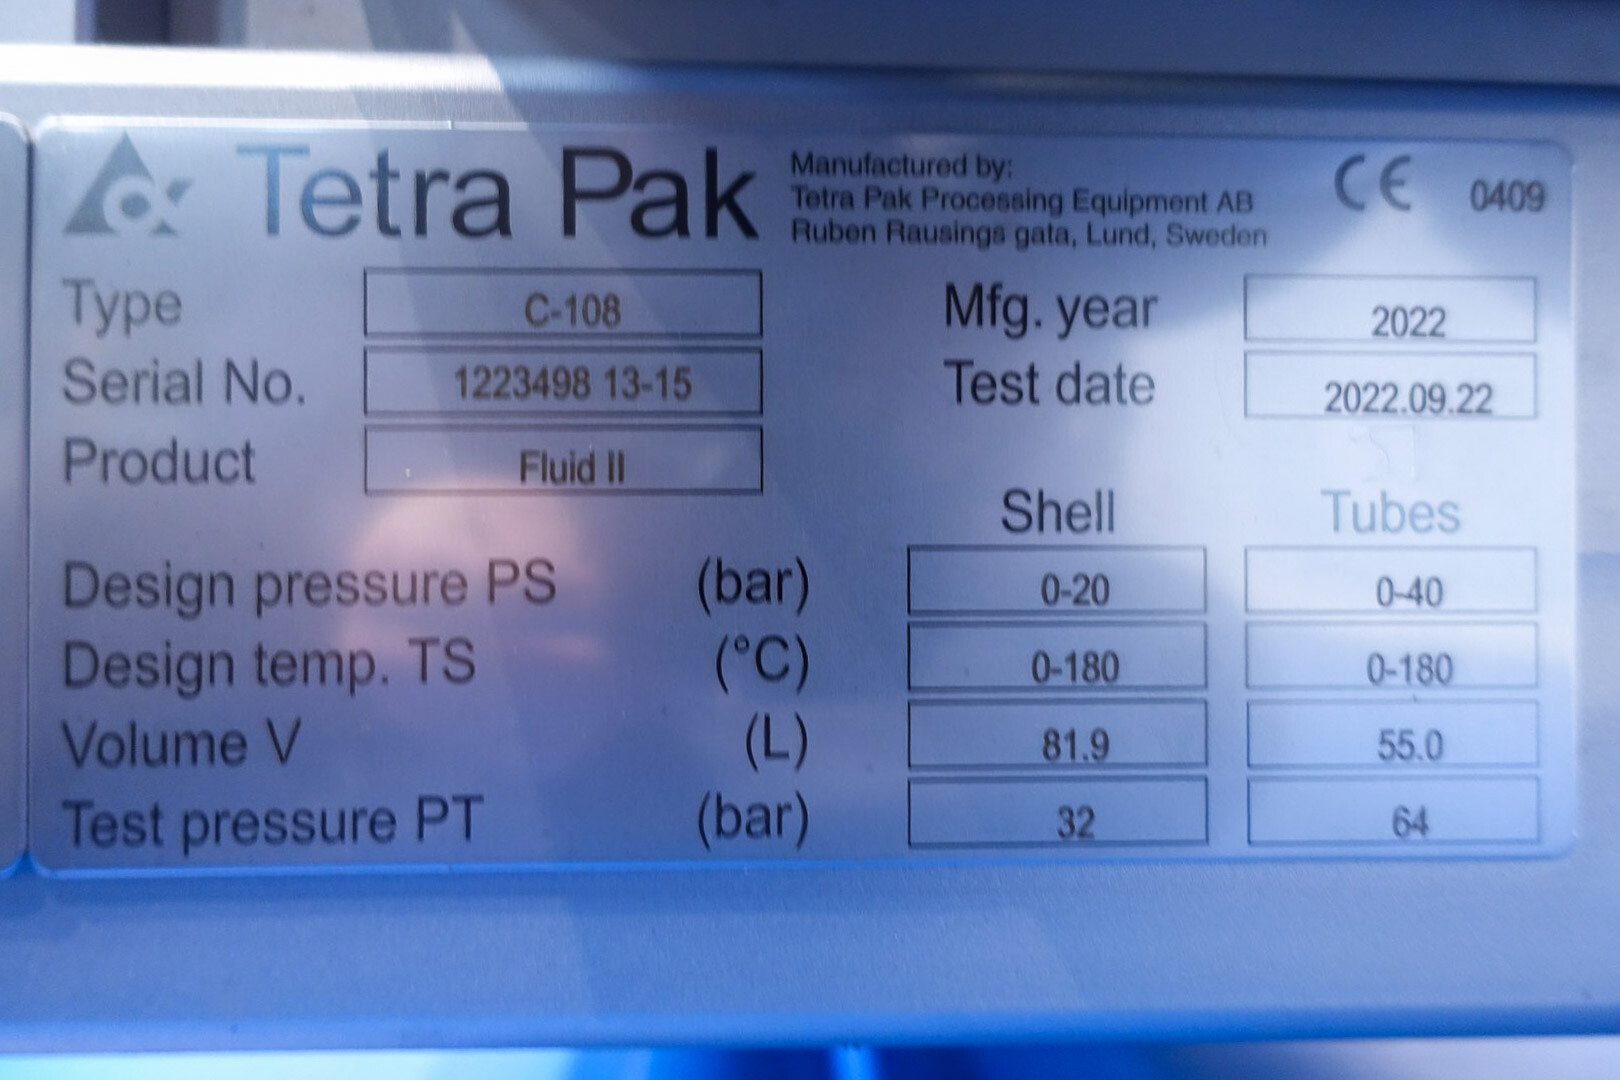 Tetra Pak
Manufactured by:
Tetra Pak Processing Equipment AB
Ruben Rausings gata, Lund, Sweden
CE 0409
Type C-108
Serial No. 1223498 13-15
Product Fluid II
Mfg. year 2022
Test date 2022.09.22
Shell Tubes
Design pressure PS (bar) 0-20 0-40
Design temp. TS (°C) 0-180 0-180
Volume V (L) 81.9 55.0
Test pressure PT (bar) 32 64